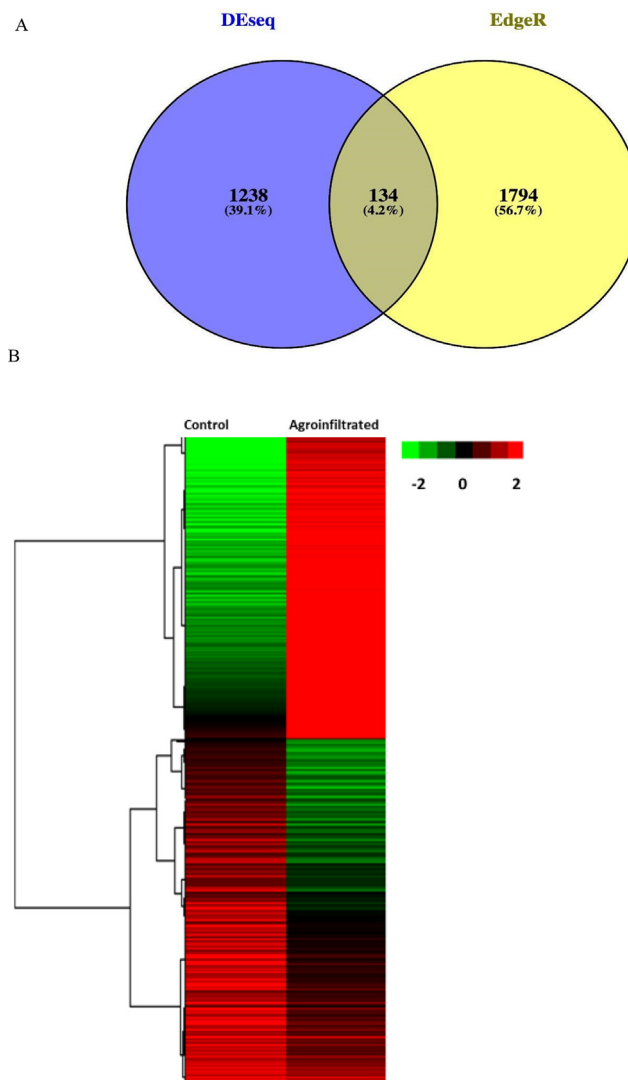 A
DEseq
EdgeR
1238
(39.1%)
134
(4.2%)
1794
(56.7%)
B
Control
Agroinfiltrated
-2 0 2